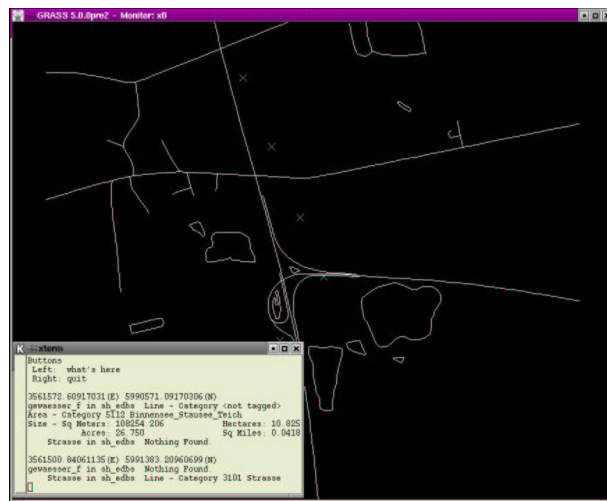 GRASS 5.0.0pre2 - Monitor: x0
xterm
Buttons
Left: what's here
Right: quit
3561572.60917031(E) 5990571.09170306(N)
gewaesser_f in sh_edbs Line - Category <not tagged>
Area - Category 5112 Binnensee_Stausee_Teich
Size - Sq Meters: 108254.206 Hectares: 10.825
Acres: 26.750 Sq Miles: 0.0418
Strasse in sh_edbs Nothing Found.
3561500.84061135(E) 5991383.20960699(N)
gewaesser_f in sh_edbs Nothing Found.
Strasse in sh_edbs Line - Category 3101 Strasse